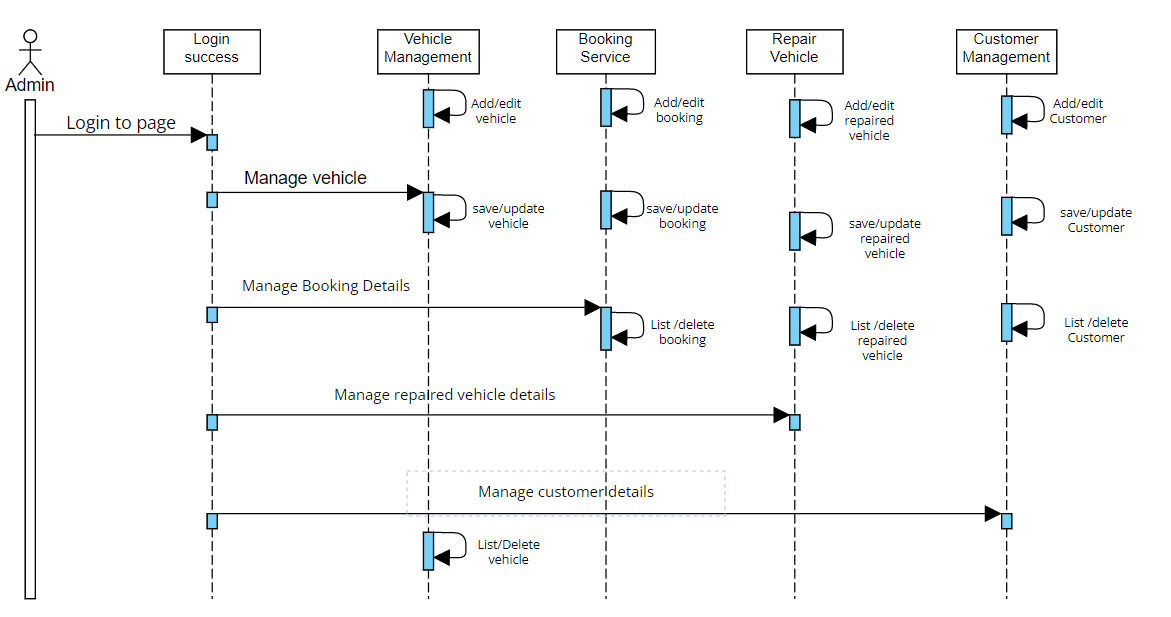 Login
success
Vehicle
Management
Booking
Service
Repair
Vehicle
Customer
Management
Admin
Add/edit
vehicle
Add/edit
booking
Add/edit
repaired
vehicle
Add/edit
Customer
Login to page
Manage vehicle
save/update
vehicle
save/update
booking
save/update
repaired
vehicle
save/update
Customer
Manage Booking Details
List /delete
booking
List /delete
repaired
vehicle
List /delete
Customer
Manage repaired vehicle details
Manage customer details
List/Delete
vehicle